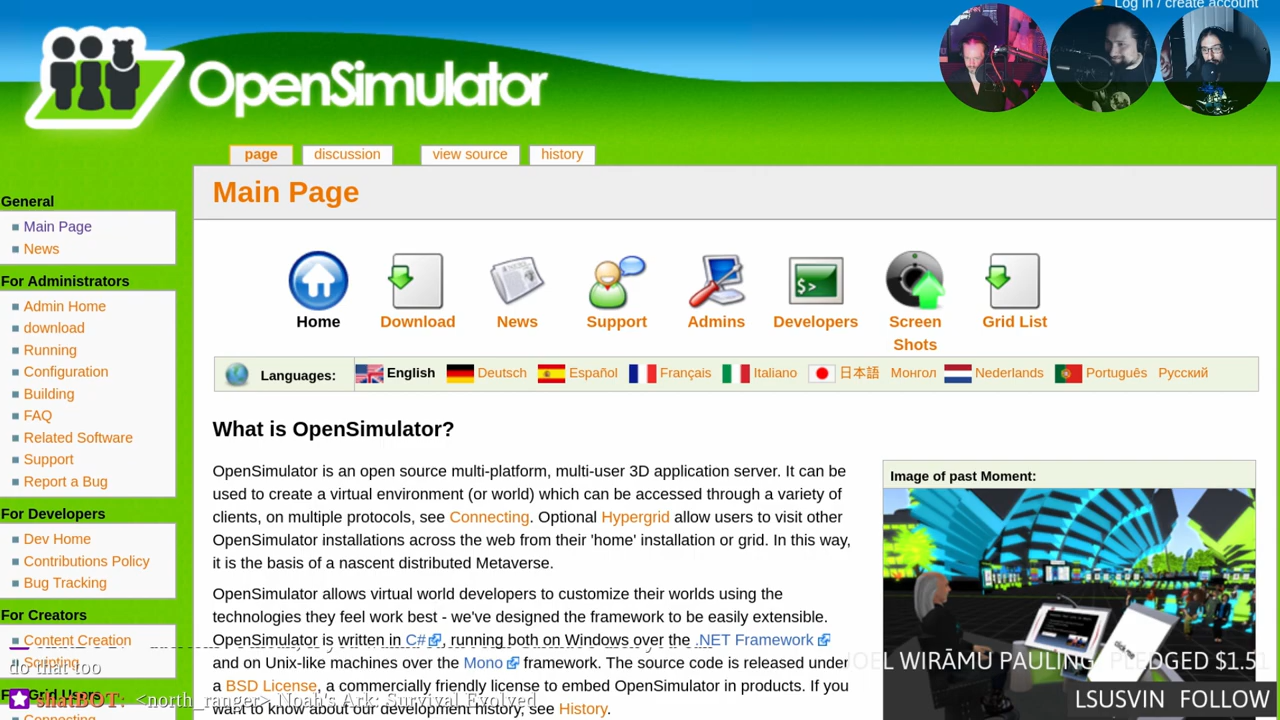 Log in / create account
OpenSimulator
page
discussion
view source
history
Main Page
General
Main Page
News
For Administrators
Admin Home
download
Running
Configuration
Building
FAQ
Related Software
Support
Report a Bug
For Developers
Dev Home
Contributions Policy
Bug Tracking
For Creators
Content Creation
Scripting
For Grid Users
Connecting
Home
Download
News
Support
Admins
Developers
Screen
Shots
Grid List
Languages:
English Deutsch Español Français Italiano 日本語 Монгол Nederlands Português Русский
What is OpenSimulator?
OpenSimulator is an open source multi-platform, multi-user 3D application server. It can be
used to create a virtual environment (or world) which can be accessed through a variety of
clients, on multiple protocols, see Connecting. Optional Hypergrid allow users to visit other
OpenSimulator installations across the web from their 'home' installation or grid. In this way,
it is the basis of a nascent distributed Metaverse.
OpenSimulator allows virtual world developers to customize their worlds using the
technologies they feel work best - we've designed the framework to be easily extensible.
OpenSimulator is written in C#, running both on Windows over the .NET Framework
and on Unix-like machines over the Mono framework. The source code is released under
a BSD License, a commercially friendly license to embed OpenSimulator in products. If you
want to know about our development history, see History.
Image of past Moment:
do that too
shatBOT: <north_ranger> Noah's Ark: Survival Evolved
JOEL WIRĀMU PAULING PLEDGED $1.51
LSUSVIN FOLLOW